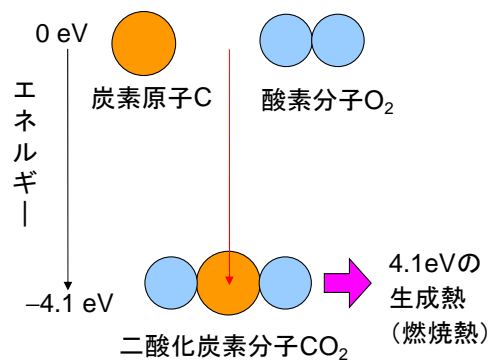 0 eV
炭素原子C
酸素分子O₂
エネルギー
−4.1 eV
4.1eVの
生成熱
(燃焼熱)
二酸化炭素分子CO₂